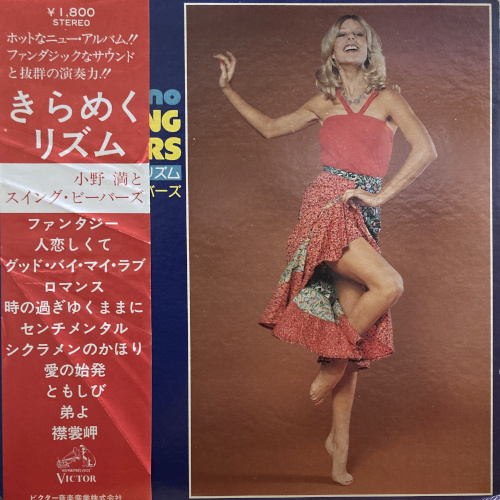 ￥1,800
STEREO
ホットなニュー・アルバム!!
ファンダジックなサウンド
と抜群の演奏力!!
きらめく
リズム
小野 満と
スイング・ビーバーズ
ファンタジー
人恋しくて
グッド・バイ・マイ・ラブ
ロマンス
時の過ぎゆくままに
センチメンタル
シクラメンのかほり
愛の始発
ともしび
弟よ
襟裳岬
VICTOR
ビクター音楽産業株式会社
no
NG
RS
リズム
バーズ